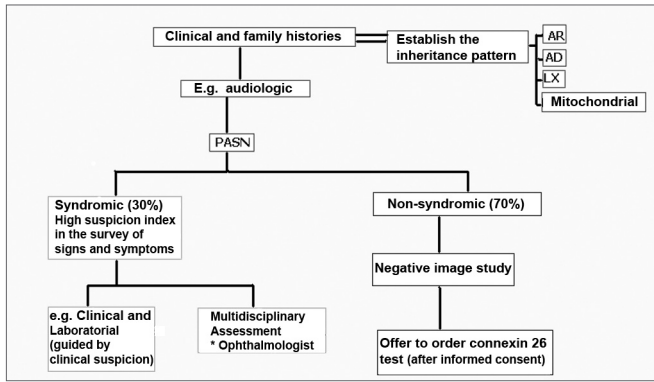 Clinical and family histories
Establish the
inheritance pattern
AR
AD
LX
Mitochondrial
E.g. audiologic
PASN
Syndromic (30%)
High suspicion index
in the survey of
signs and symptoms
Non-syndromic (70%)
Negative image study
e.g. Clinical and
Laboratorial
(guided by
clinical suspicion)
Multidisciplinary
Assessment
* Ophthalmologist
Offer to order connexin 26
test (after informed consent)